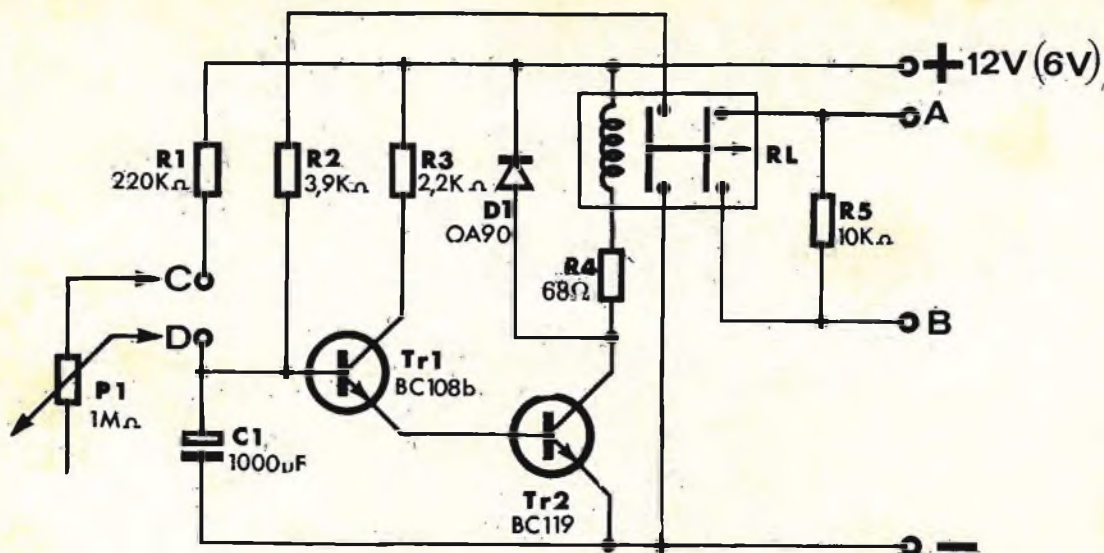 + 12V (6V)
A
R1
220KΩ
R2
3,9KΩ
R3
2,2KΩ
D1
OA90
RL
R5
10KΩ
R4
68Ω
C
D
B
P1
1MΩ
Tr1
BC108b
C1
1000µF
Tr2
BC119
-